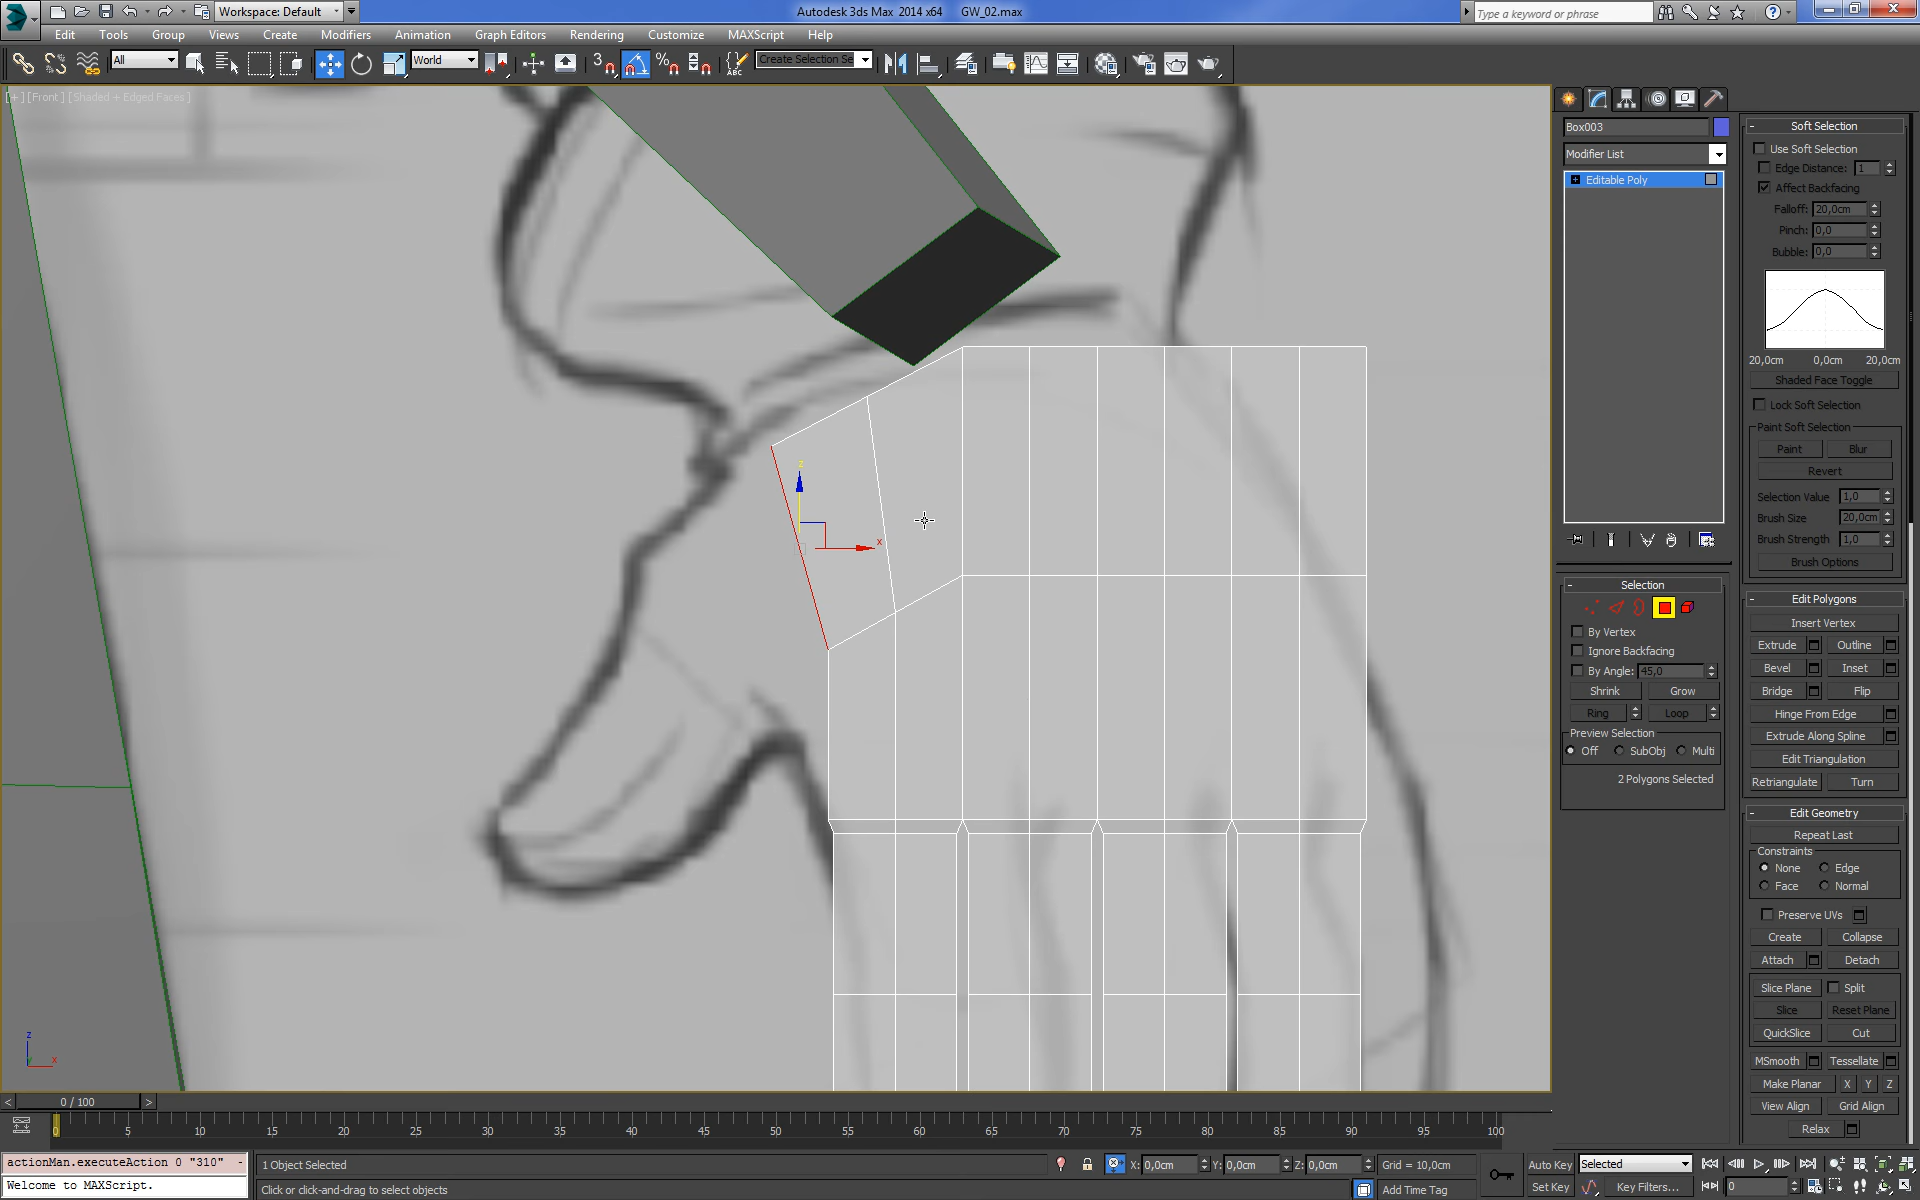 Workspace: Default
Autodesk 3ds Max 2014 x64 GW_02.max
Type a keyword or phrase
Edit Tools Group Views Create Modifiers Animation Graph Editors Rendering Customize MAXScript Help
All
World
3
ABC
Create Selection Se
[+] [Front] [Shaded + Edged Faces]
z
x
z
x
Box003
Modifier List
Editable Poly
Selection
By Vertex
Ignore Backfacing
By Angle: 45,0
Shrink Grow
Ring Loop
Preview Selection
Off SubObj Multi
2 Polygons Selected
Soft Selection
Use Soft Selection
Edge Distance: 1
Affect Backfacing
Falloff: 20,0cm
Pinch: 0,0
Bubble: 0,0
20,0cm 0,0cm 20,0cm
Shaded Face Toggle
Lock Soft Selection
Paint Soft Selection
Paint Blur
Revert
Selection Value 1,0
Brush Size 20,0cm
Brush Strength 1,0
Brush Options
Edit Polygons
Insert Vertex
Extrude Outline
Bevel Inset
Bridge Flip
Hinge From Edge
Extrude Along Spline
Edit Triangulation
Retriangulate Turn
Edit Geometry
Repeat Last
Constraints
None Edge
Face Normal
Preserve UVs
Create Collapse
Attach Detach
Slice Plane Split
Slice Reset Plane
QuickSlice Cut
MSmooth Tessellate
Make Planar X Y Z
View Align Grid Align
Relax
< 0 / 100 >
0 5 10 15 20 25 30 35 40 45 50 55 60 65 70 75 80 85 90 95 100
actionMan.executeAction 0 "310" -
Welcome to MAXScript.
1 Object Selected
Click or click-and-drag to select objects
X: 0,0cm Y: 0,0cm Z: 0,0cm
Grid = 10,0cm
Add Time Tag
Auto Key Selected
Set Key Key Filters...
0